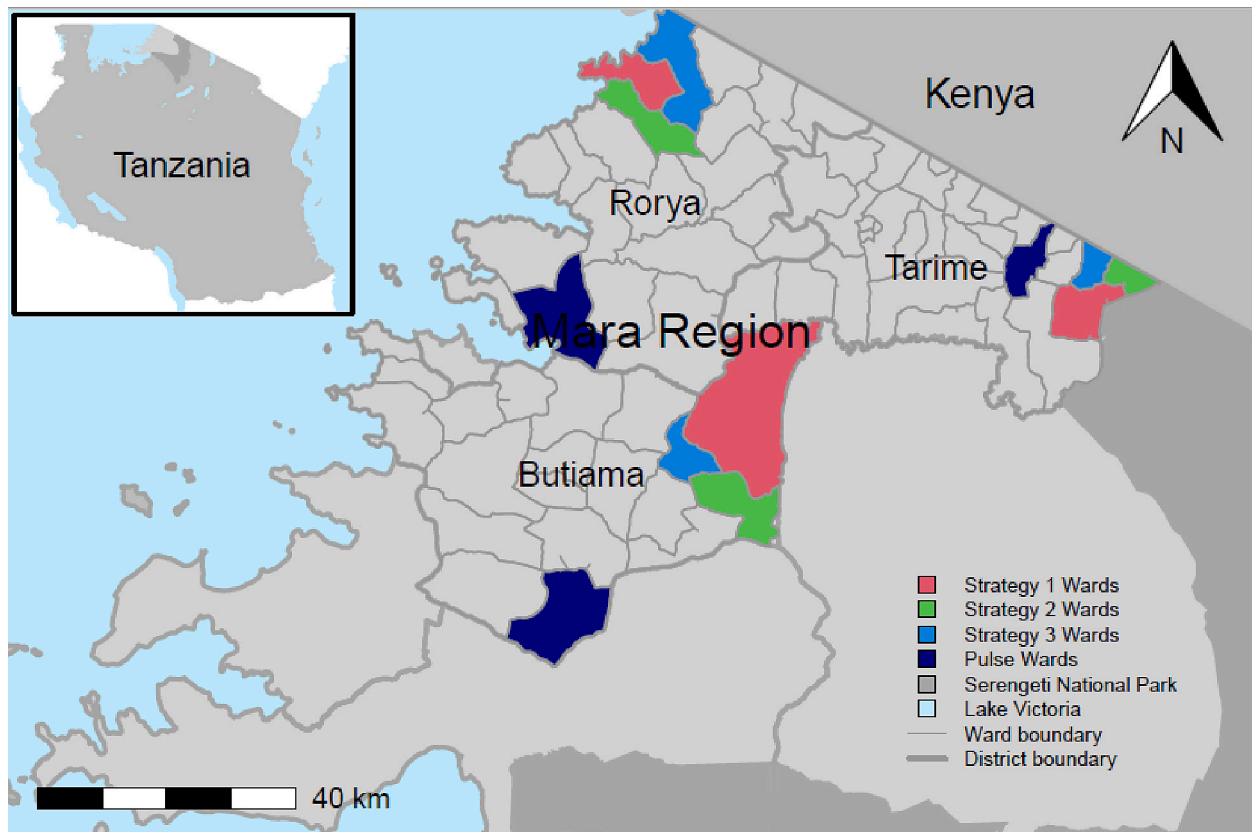 Tanzania
Kenya
N
Rorya
Tarime
Mara Region
Butiama
Strategy 1 Wards
Strategy 2 Wards
Strategy 3 Wards
Pulse Wards
Serengeti National Park
Lake Victoria
Ward boundary
District boundary
40 km